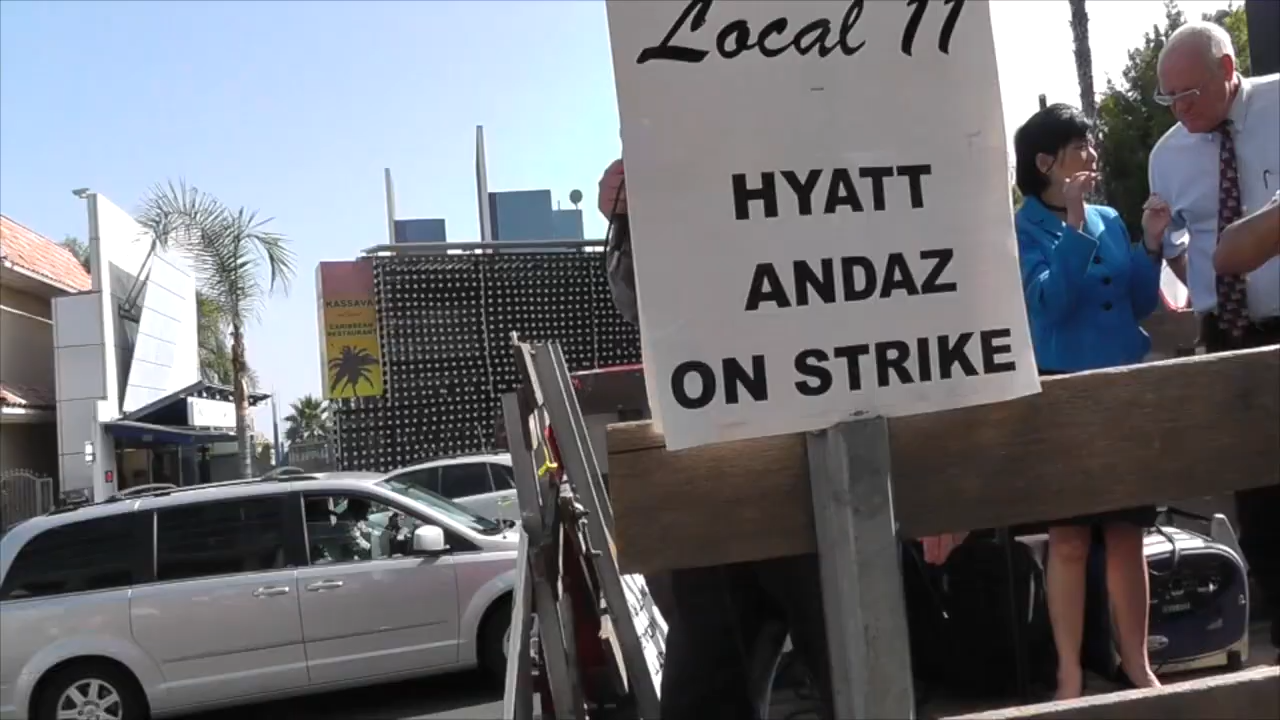 Local 11
HYATT
ANDAZ
ON STRIKE
KASSAVA
CARIBBEAN
RESTAURANT